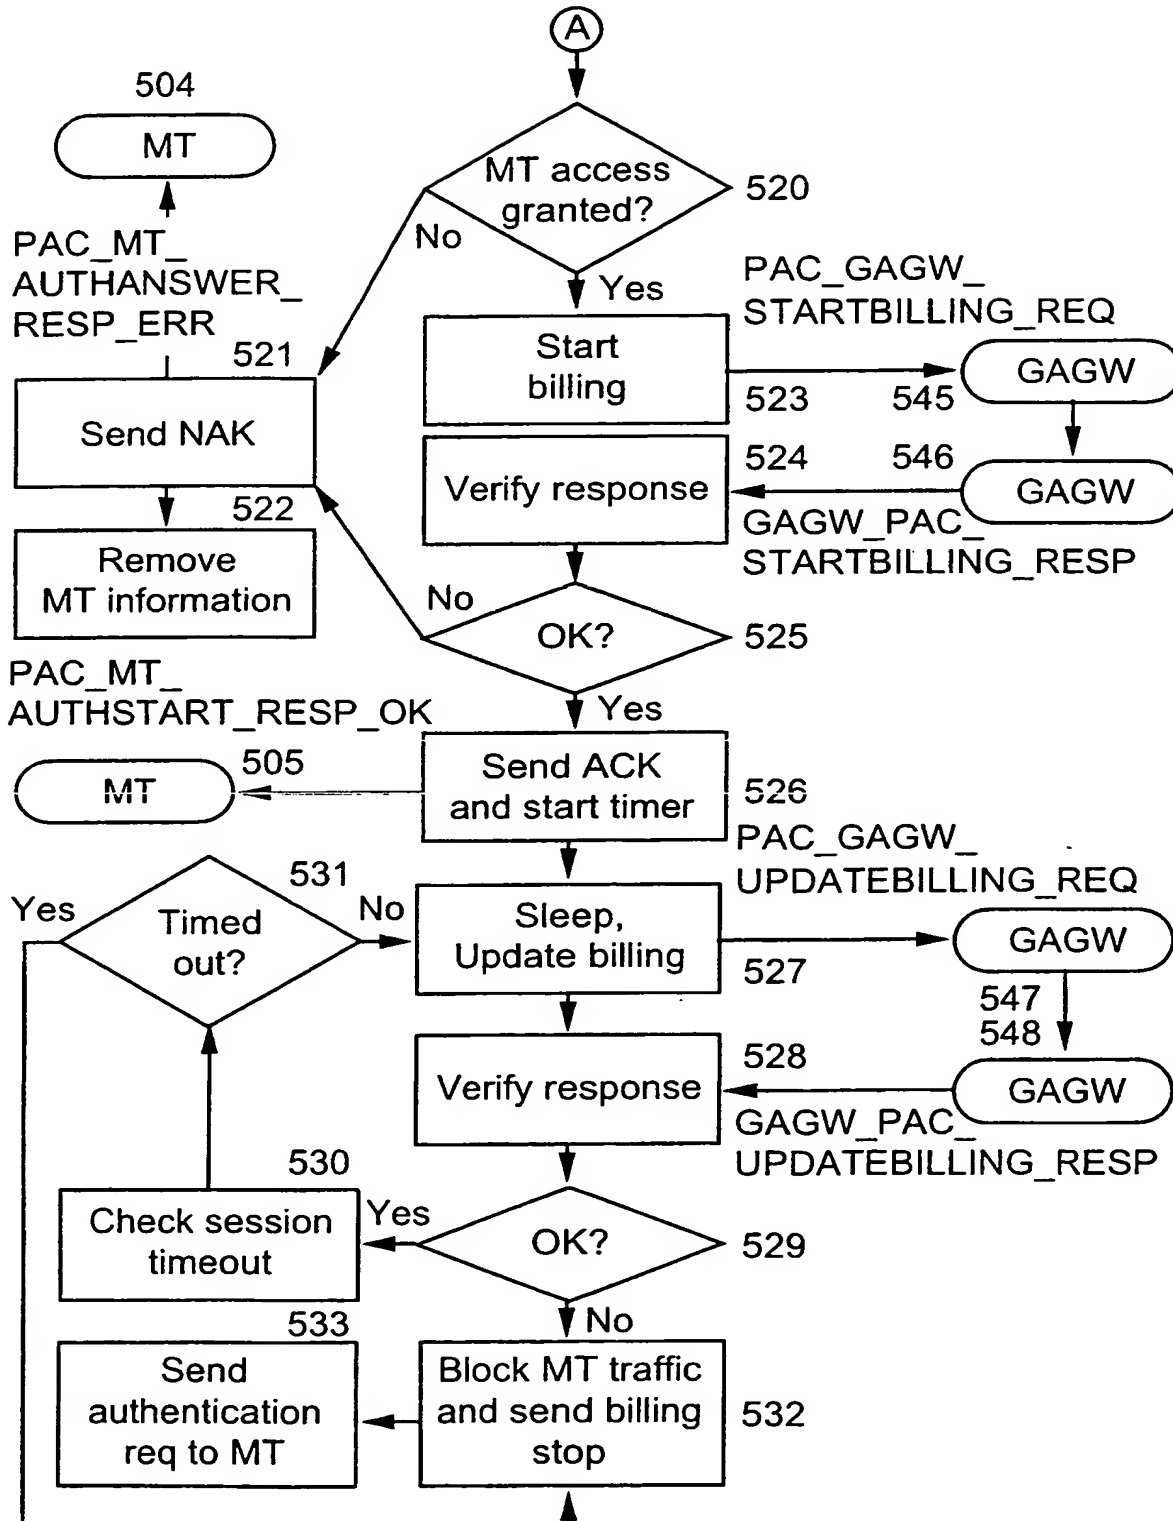 A
504
MT
MT access
granted?
520
No
PAC_MT_
AUTHANSWER_
RESP_ERR
Yes
PAC_GAGW_
STARTBILLING_REQ
521
Start
billing
GAGW
523
545
Send NAK
524
546
Verify response
GAGW
522
GAGW_PAC_
STARTBILLING_RESP
Remove
MT information
No
OK?
525
PAC_MT_
AUTHSTART_RESP_OK
Yes
505
MT
Send ACK
and start timer
526
PAC_GAGW_
UPDATEBILLING_REQ
531
Yes
Timed
out?
No
Sleep,
Update billing
GAGW
527
547
548
528
Verify response
GAGW
GAGW_PAC_
UPDATEBILLING_RESP
530
Check session
timeout
Yes
OK?
529
533
No
Send
authentication
req to MT
Block MT traffic
and send billing
stop
532